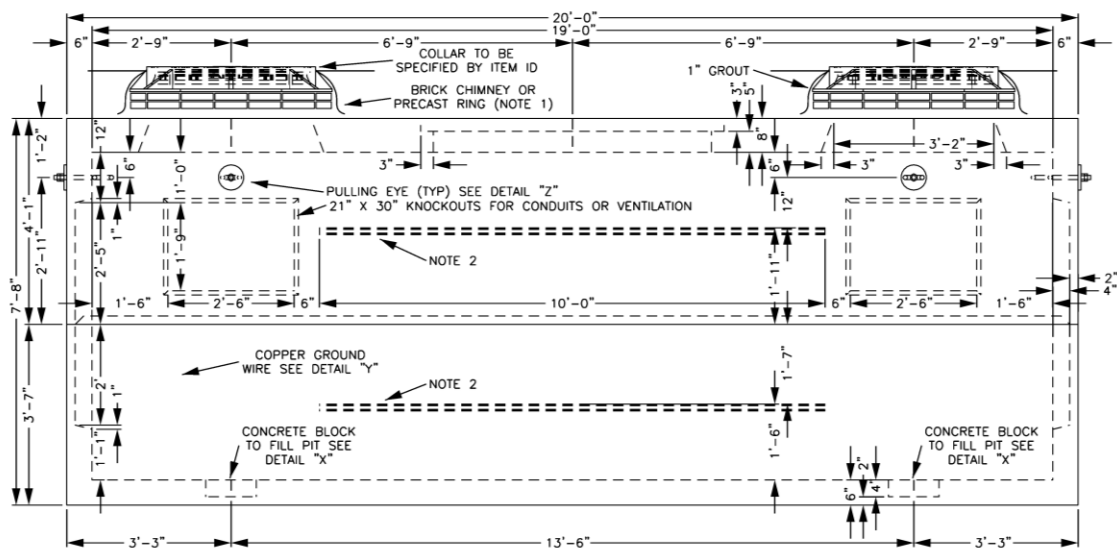 20'-0"
19'-0"
6"
2'-9"
6'-9"
6'-9"
2'-9"
6"
COLLAR TO BE
SPECIFIED BY ITEM ID
1" GROUT
BRICK CHIMNEY OR
PRECAST RING (NOTE 1)
3"
5"
8"
1'-2"
12"
6"
1'-0"
3"
6"
12"
3'-2"
3"
3"
PULLING EYE (TYP) SEE DETAIL "Z"
21" X 30" KNOCKOUTS FOR CONDUITS OR VENTILATION
7'-8"
4'-1"
2'-11"
1"
2'-5"
1'-9"
NOTE 2
1'-11"
2"
4"
1'-6"
2'-6"
6"
10'-0"
6"
2'-6"
1'-6"
COPPER GROUND
WIRE SEE DETAIL "Y"
NOTE 2
1'-7"
3'-7"
2'
1"
1'-1"
CONCRETE BLOCK
TO FILL PIT SEE
DETAIL "X"
1'-6"
CONCRETE BLOCK
TO FILL PIT SEE
DETAIL "X"
6"
2"
4"
3'-3"
13'-6"
3'-3"